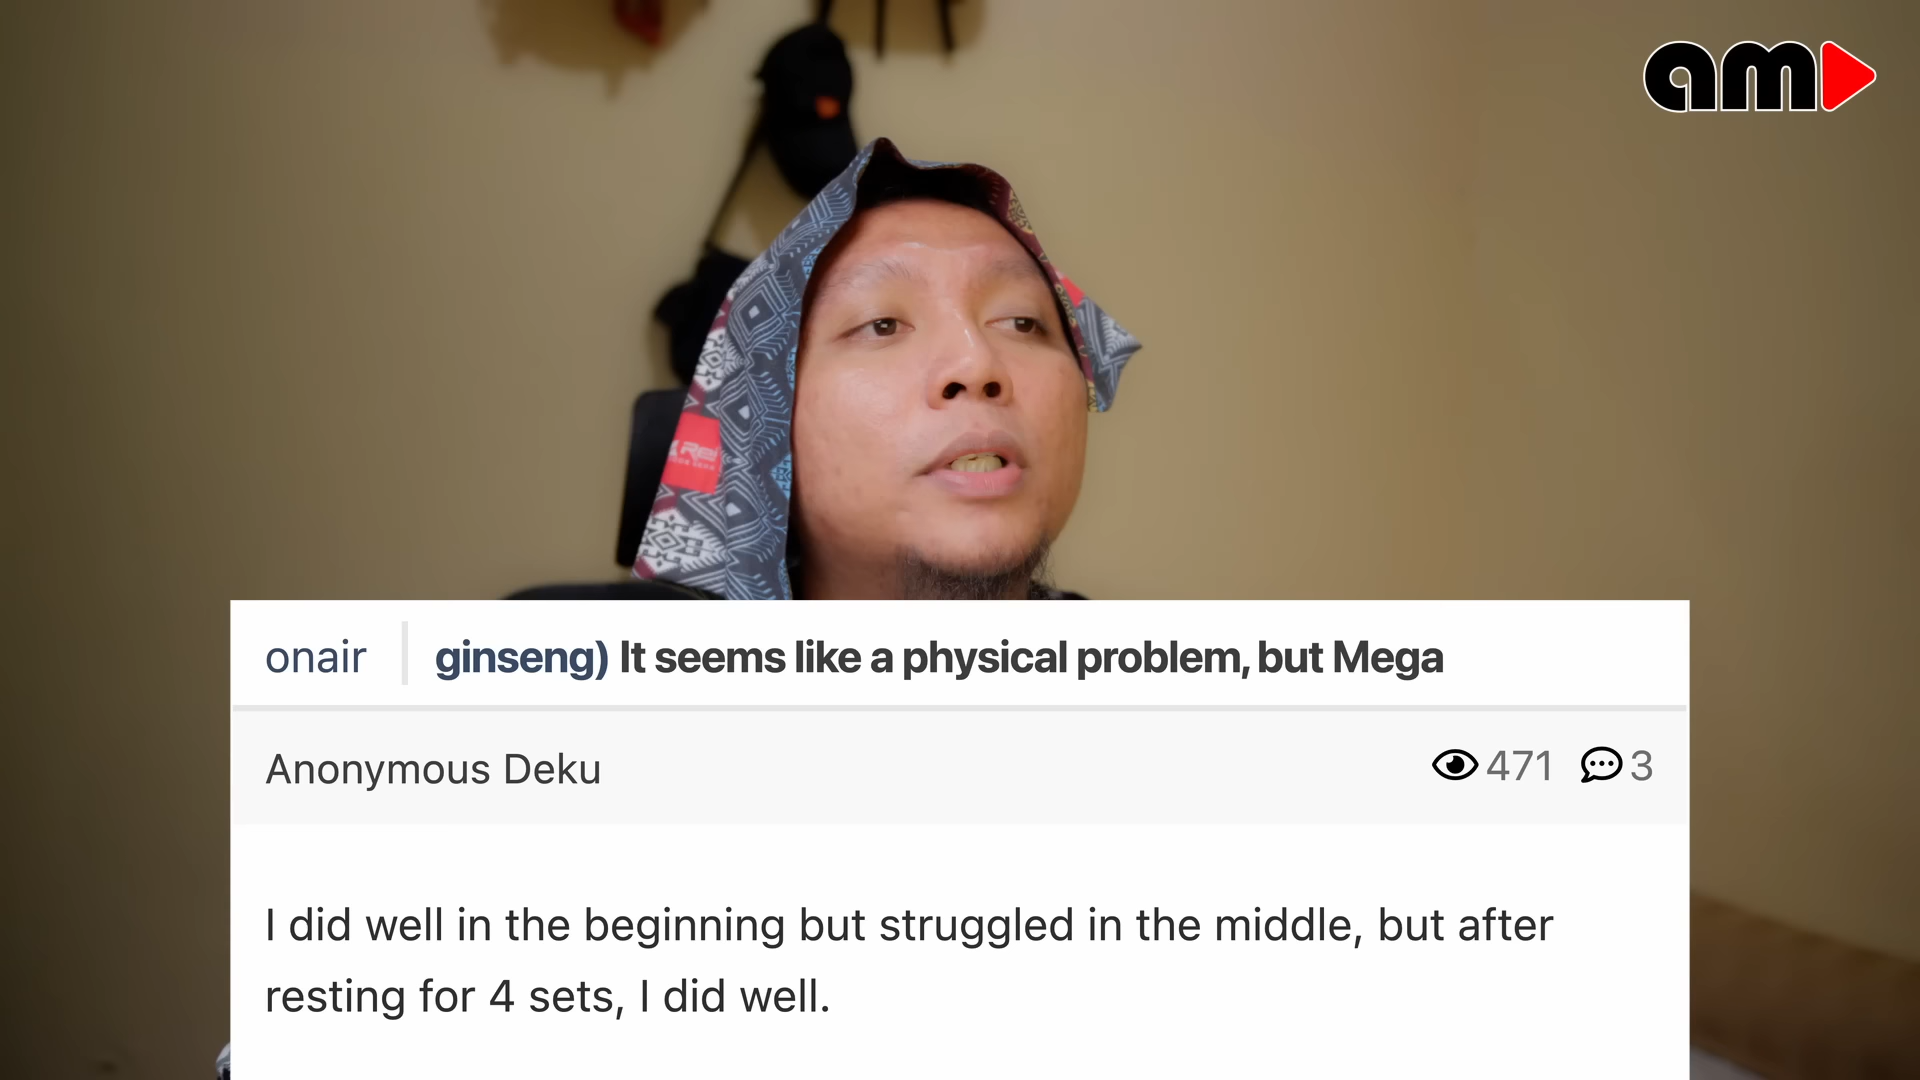 am
Rei
onair
ginseng) It seems like a physical problem, but Mega
Anonymous Deku
471
3
I did well in the beginning but struggled in the middle, but after
resting for 4 sets, I did well.